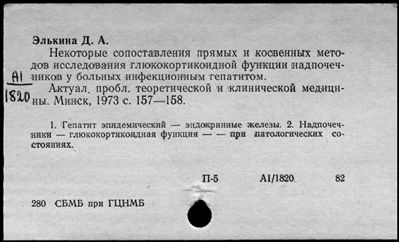 Элькина Д. А.
Некоторые сопоставления прямых и косвенных мето-
дов исследования глюкокортикоидной функции надпочеч-
А1 ников у больных инфекционным гепатитом.
1820 Актуал. пробл. теоретической и клинической медици-
ны. Минск, 1973 с. 157—158.
1. Гепатит эпидемический — эндокринные железы. 2. Надпочеч-
ники — глюкокортикоидная функция — — при патологических со-
стояниях.
П-5 А1/1820 82
280 СБМБ при ГЦНМБ